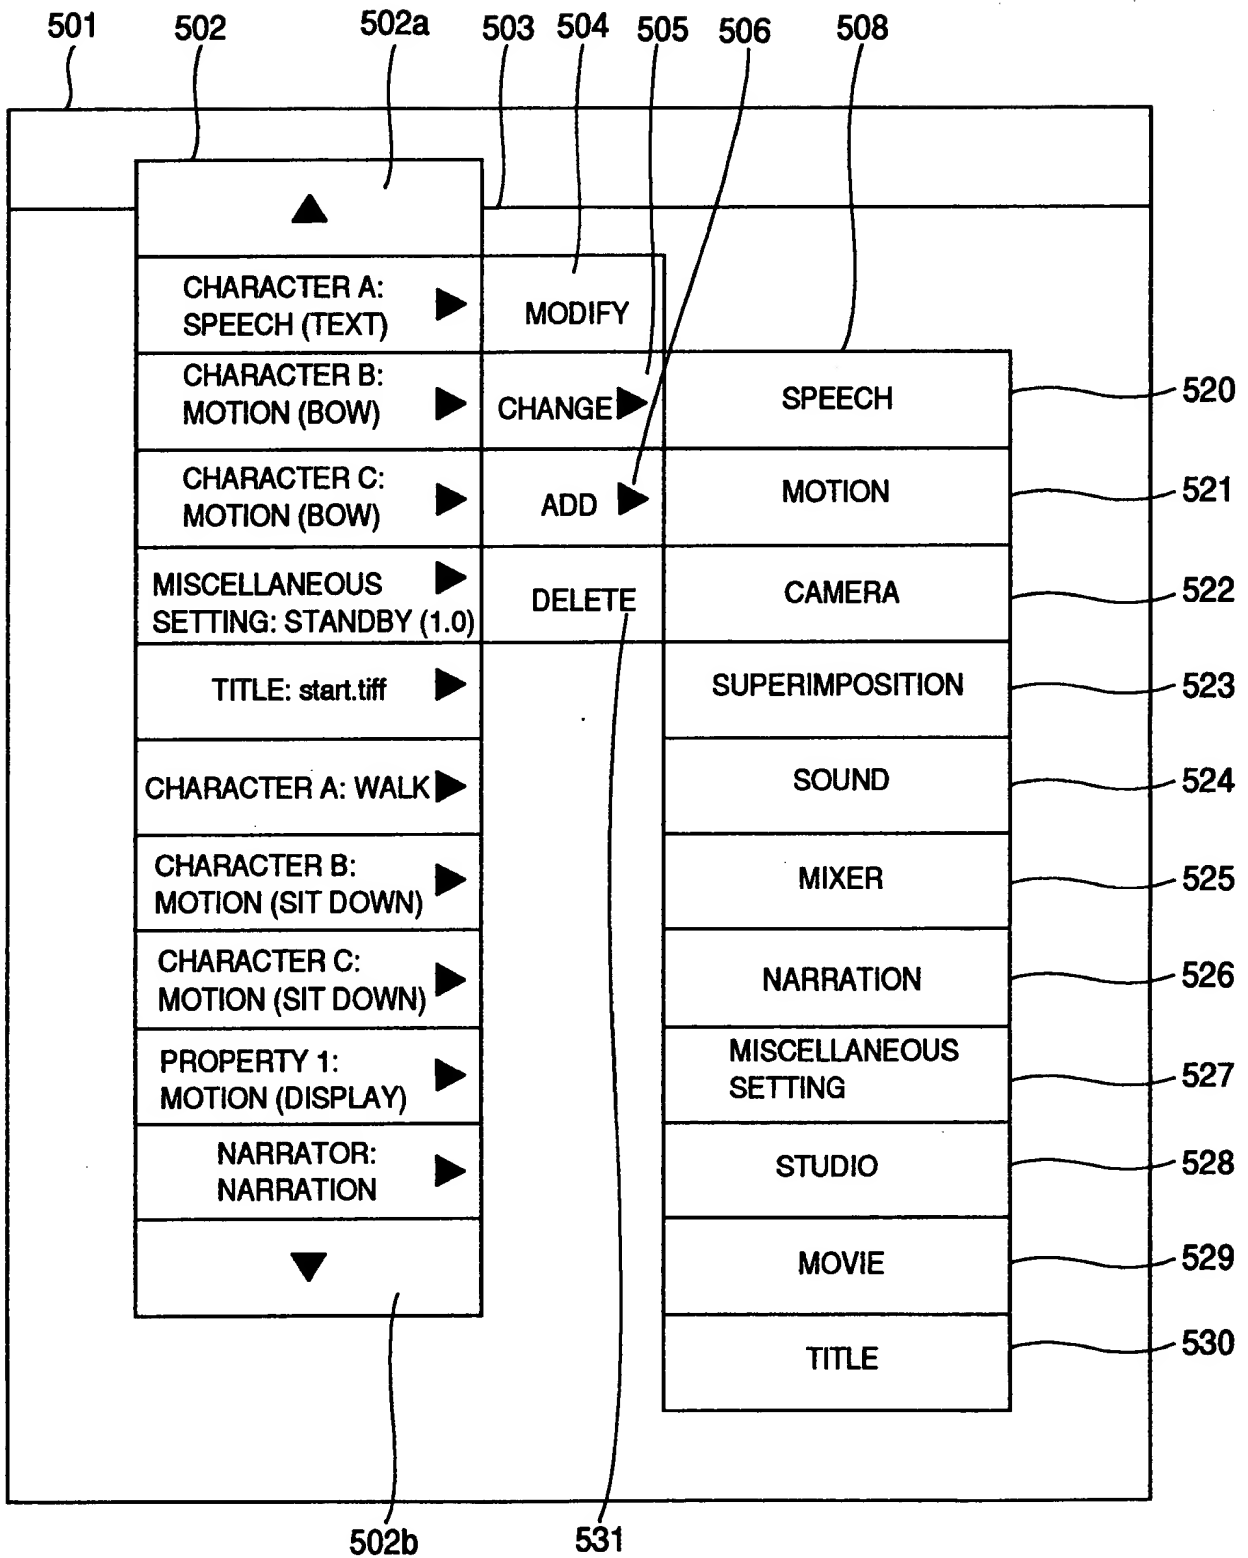 501 502 502a 503 504 505 506 508
CHARACTER A:
SPEECH (TEXT)
CHARACTER B:
MOTION (BOW)
CHARACTER C:
MOTION (BOW)
MISCELLANEOUS
SETTING: STANDBY (1.0)
TITLE: start.tiff
CHARACTER A: WALK
CHARACTER B:
MOTION (SIT DOWN)
CHARACTER C:
MOTION (SIT DOWN)
PROPERTY 1:
MOTION (DISPLAY)
NARRATOR:
NARRATION
MODIFY
CHANGE
ADD
DELETE
SPEECH
MOTION
CAMERA
SUPERIMPOSITION
SOUND
MIXER
NARRATION
MISCELLANEOUS
SETTING
STUDIO
MOVIE
TITLE
520
521
522
523
524
525
526
527
528
529
530
502b 531